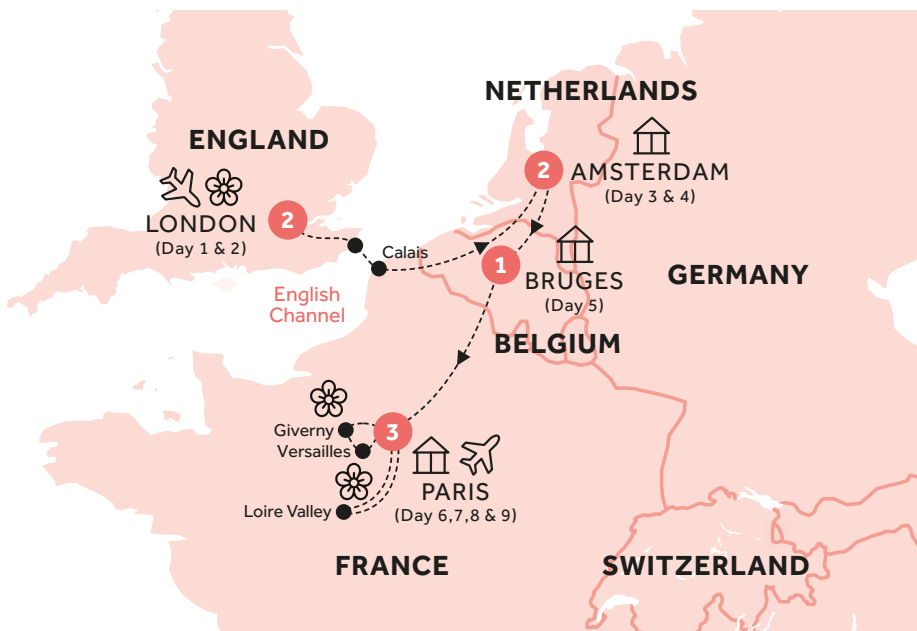 NETHERLANDS
ENGLAND
2
AMSTERDAM
(Day 3 & 4)
2
LONDON
(Day 1 & 2)
Calais
1
BRUGES
(Day 5)
GERMANY
English
Channel
BELGIUM
Giverny
Versailles
3
PARIS
(Day 6,7,8 & 9)
Loire Valley
FRANCE
SWITZERLAND